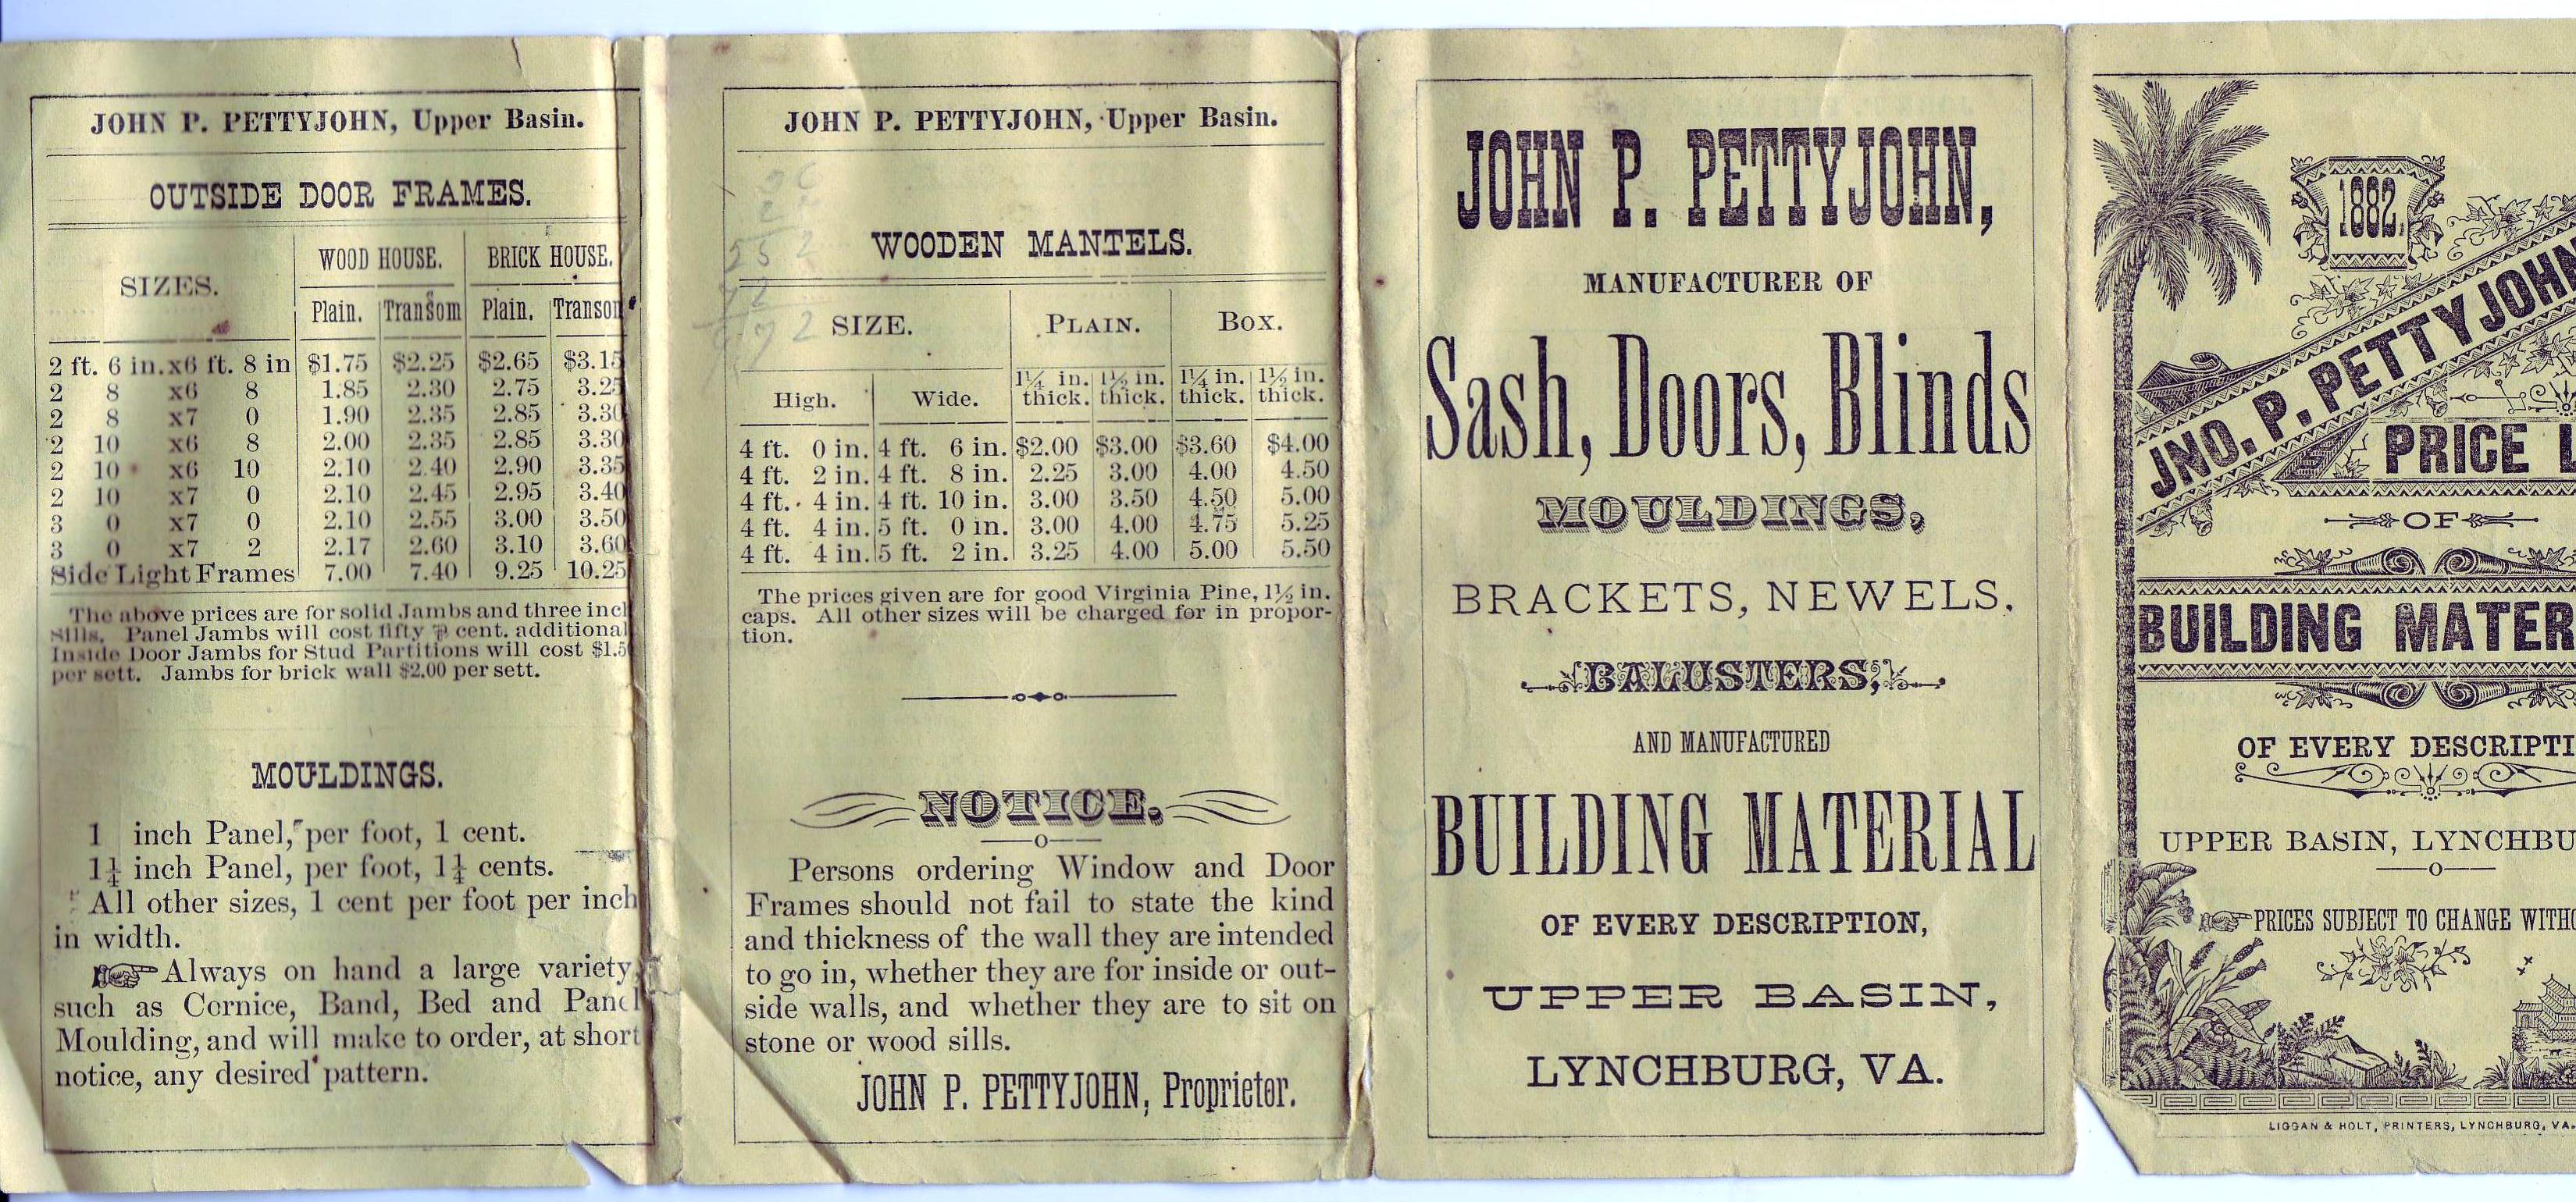 JOHN P. PETTYJOHN, Upper Basin.
OUTSIDE DOOR FRAMES.
SIZES. WOOD HOUSE. BRICK HOUSE.
Plain. Transom Plain. Transom
2 ft. 6 in.x6 ft. 8 in $1.75 $2.25 $2.65 $3.15
2 8 x6 8 1.85 2.30 2.75 3.25
2 8 x7 0 1.90 2.35 2.85 3.30
2 10 x6 8 2.00 2.35 2.85 3.30
2 10 x6 10 2.10 2.40 2.90 3.35
2 10 x7 0 2.10 2.45 2.95 3.40
3 0 x7 0 2.10 2.55 3.00 3.50
3 0 x7 2 2.17 2.60 3.10 3.60
Side Light Frames 7.00 7.40 9.25 10.25
The above prices are for solid Jambs and three incl
Sills. Panel Jambs will cost fifty ⅌ cent. additional
Inside Door Jambs for Stud Partitions will cost $1.5
per sett. Jambs for brick wall $2.00 per sett.
MOULDINGS.
1 inch Panel, per foot, 1 cent.
1¼ inch Panel, per foot, 1¼ cents.
All other sizes, 1 cent per foot per inch
in width.
☞Always on hand a large variety,
such as Cornice, Band, Bed and Panel
Moulding, and will make to order, at short
notice, any desired pattern.
JOHN P. PETTYJOHN, Upper Basin.
WOODEN MANTELS.
SIZE. PLAIN. BOX.
High. Wide. 1¼ in. thick. 1½ in. thick. 1¼ in. thick. 1½ in. thick.
4 ft. 0 in. 4 ft. 6 in. $2.00 $3.00 $3.60 $4.00
4 ft. 2 in. 4 ft. 8 in. 2.25 3.00 4.00 4.50
4 ft. 4 in. 4 ft. 10 in. 3.00 3.50 4.50 5.00
4 ft. 4 in. 5 ft. 0 in. 3.00 4.00 4.75 5.25
4 ft. 4 in. 5 ft. 2 in. 3.25 4.00 5.00 5.50
The prices given are for good Virginia Pine, 1½ in.
caps. All other sizes will be charged for in propor-
tion.
NOTICE.
Persons ordering Window and Door
Frames should not fail to state the kind
and thickness of the wall they are intended
to go in, whether they are for inside or out-
side walls, and whether they are to sit on
stone or wood sills.
JOHN P. PETTYJOHN, Proprietor.
JOHN P. PETTYJOHN,
MANUFACTURER OF
Sash, Doors, Blinds
MOULDINGS,
BRACKETS, NEWELS,
BALUSTERS,
AND MANUFACTURED
BUILDING MATERIAL
OF EVERY DESCRIPTION,
UPPER BASIN,
LYNCHBURG, VA.
1882.
JNO. P. PETTYJOHN
PRICE L
OF
BUILDING MATER
OF EVERY DESCRIPTI
UPPER BASIN, LYNCHBU
☞PRICES SUBJECT TO CHANGE WITHO
LIGGAN & HOLT, PRINTERS, LYNCHBURG, VA.